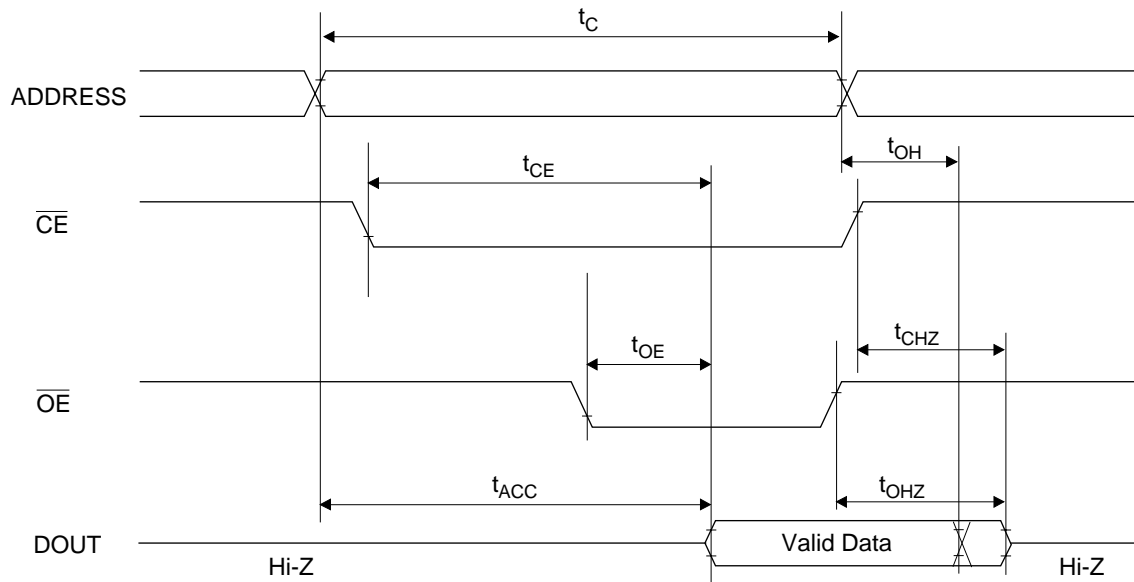 tC
ADDRESS
tOH
tCE
CE
tCHZ
tOE
OE
tACC
tOHZ
DOUT
Valid Data
Hi-Z
Hi-Z